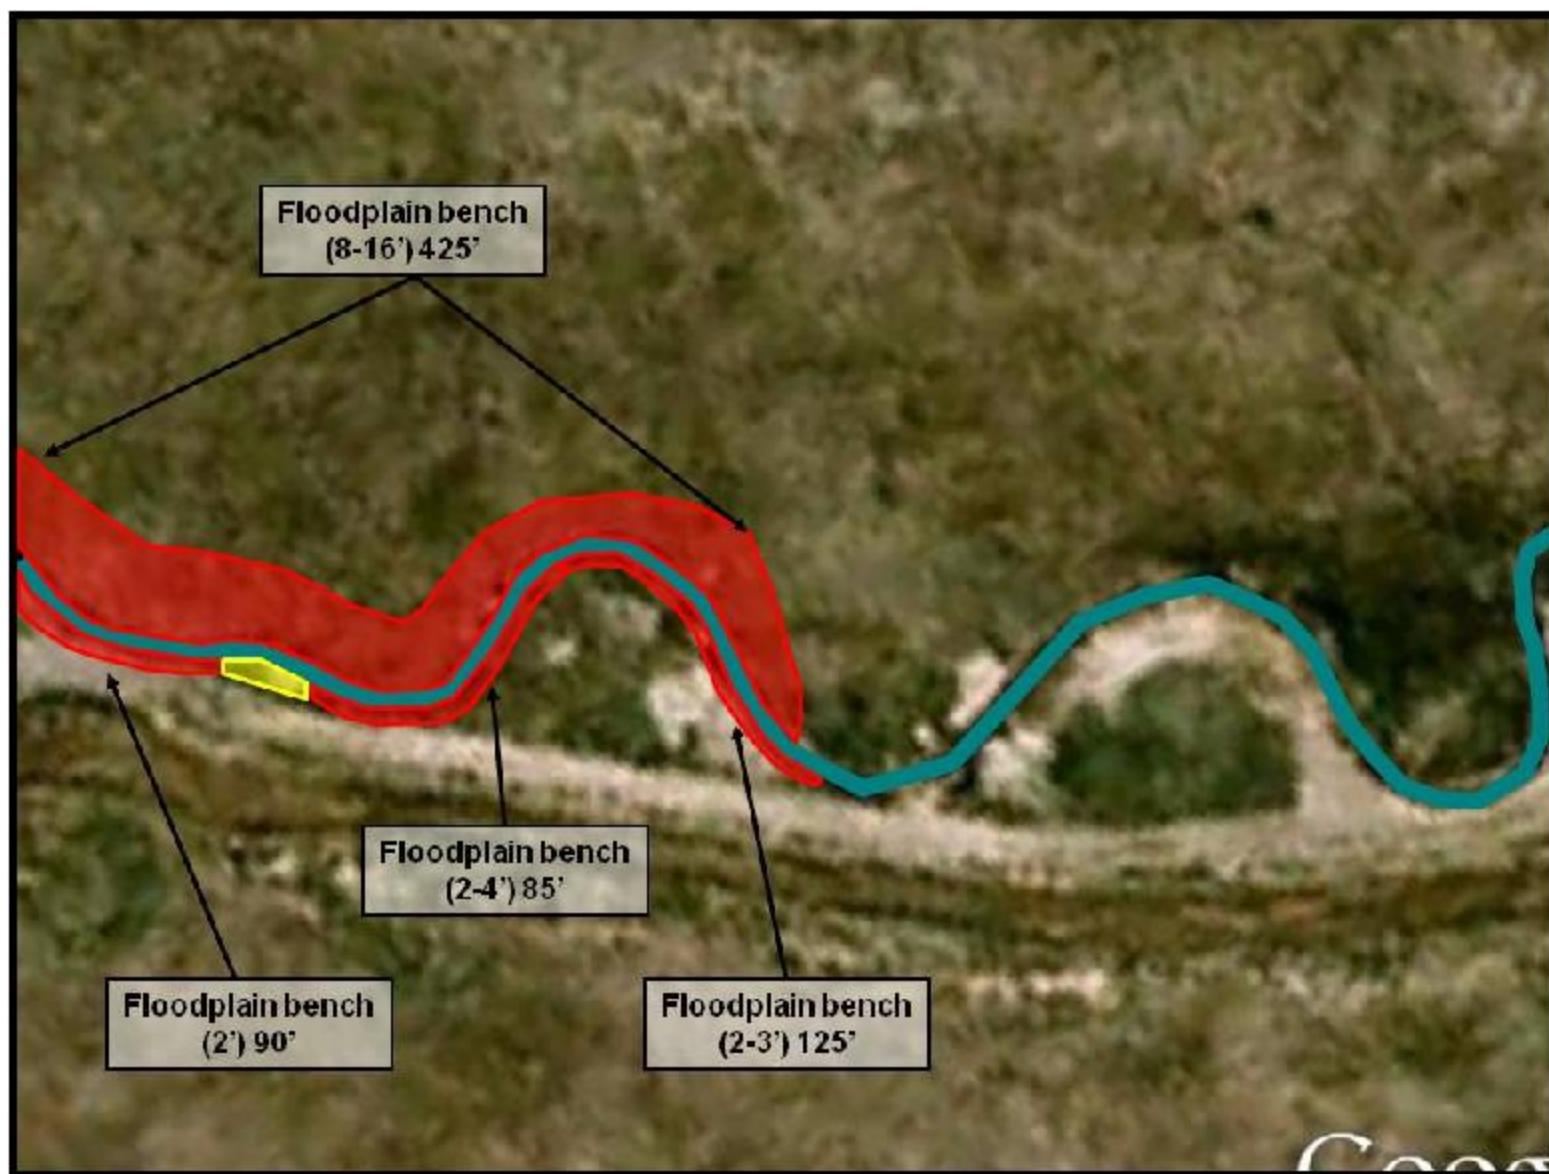 Floodplain bench
(8-16') 425'
Floodplain bench
(2-4') 85'
Floodplain bench
(2') 90'
Floodplain bench
(2-3') 125'